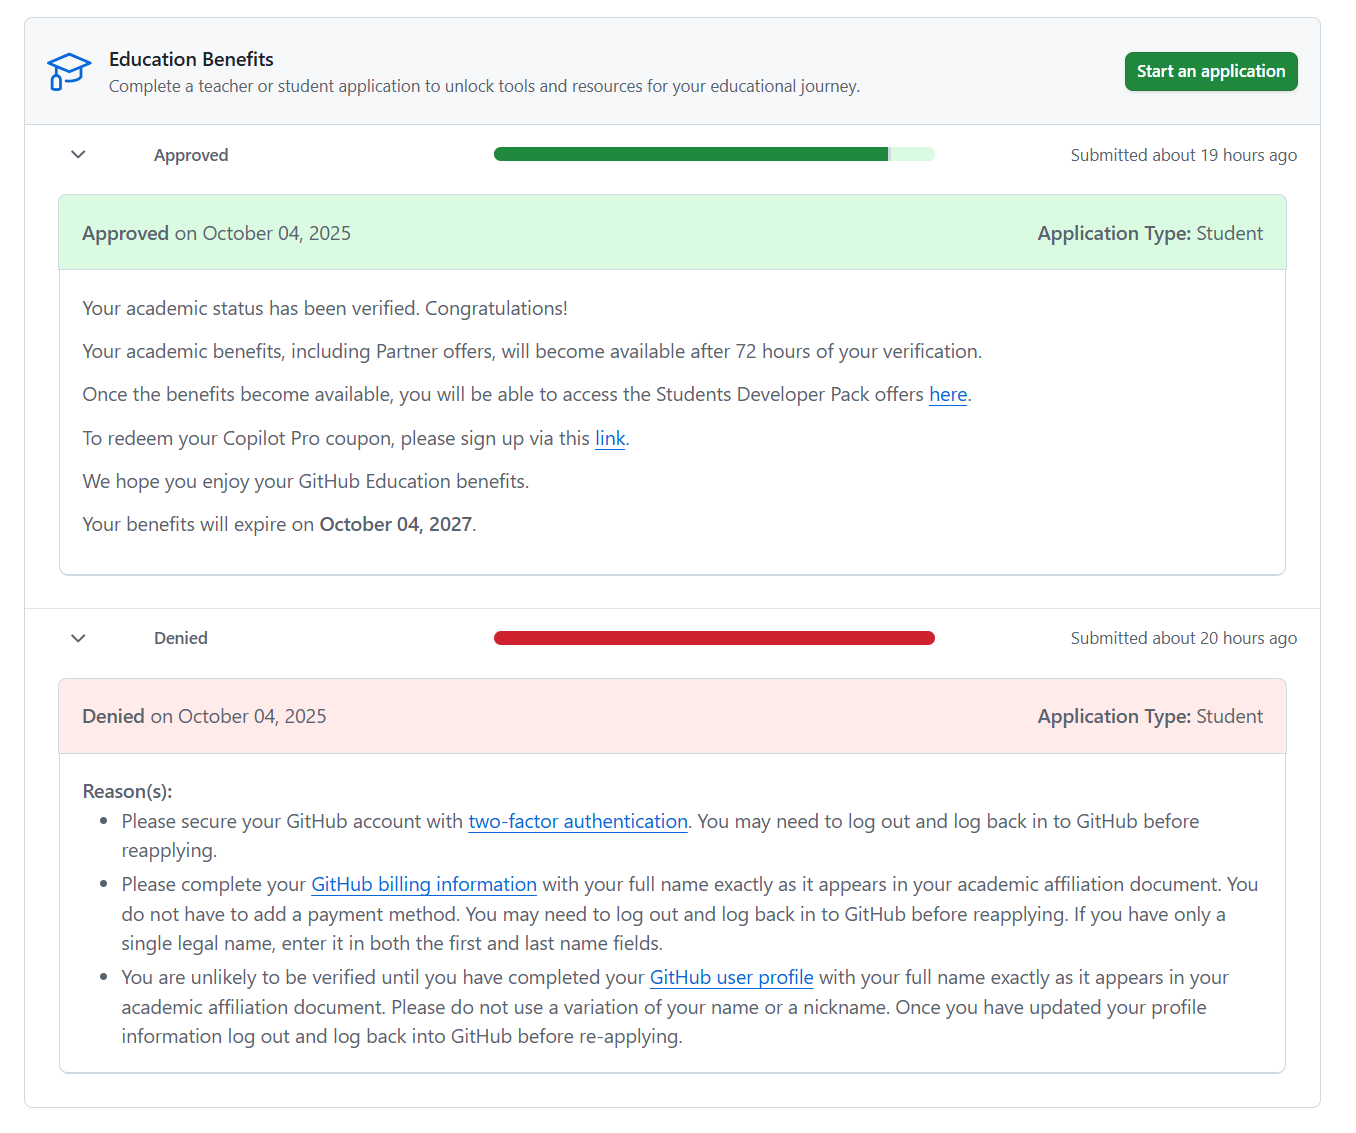 Education Benefits
Complete a teacher or student application to unlock tools and resources for your educational journey.
Start an application
Approved
Submitted about 19 hours ago
Approved on October 04, 2025
Application Type: Student
Your academic status has been verified. Congratulations!
Your academic benefits, including Partner offers, will become available after 72 hours of your verification.
Once the benefits become available, you will be able to access the Students Developer Pack offers here.
To redeem your Copilot Pro coupon, please sign up via this link.
We hope you enjoy your GitHub Education benefits.
Your benefits will expire on October 04, 2027.
Denied
Submitted about 20 hours ago
Denied on October 04, 2025
Application Type: Student
Reason(s):
• Please secure your GitHub account with two-factor authentication. You may need to log out and log back in to GitHub before
reapplying.
• Please complete your GitHub billing information with your full name exactly as it appears in your academic affiliation document. You
do not have to add a payment method. You may need to log out and log back in to GitHub before reapplying. If you have only a
single legal name, enter it in both the first and last name fields.
• You are unlikely to be verified until you have completed your GitHub user profile with your full name exactly as it appears in your
academic affiliation document. Please do not use a variation of your name or a nickname. Once you have updated your profile
information log out and log back into GitHub before re-applying.